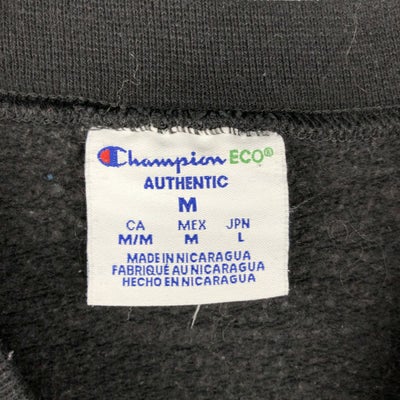 Champion ECO®
AUTHENTIC
M
CA MEX JPN
M/M M L
MADE IN NICARAGUA
FABRIQUÉ AU NICARAGUA
HECHO EN NICARAGUA